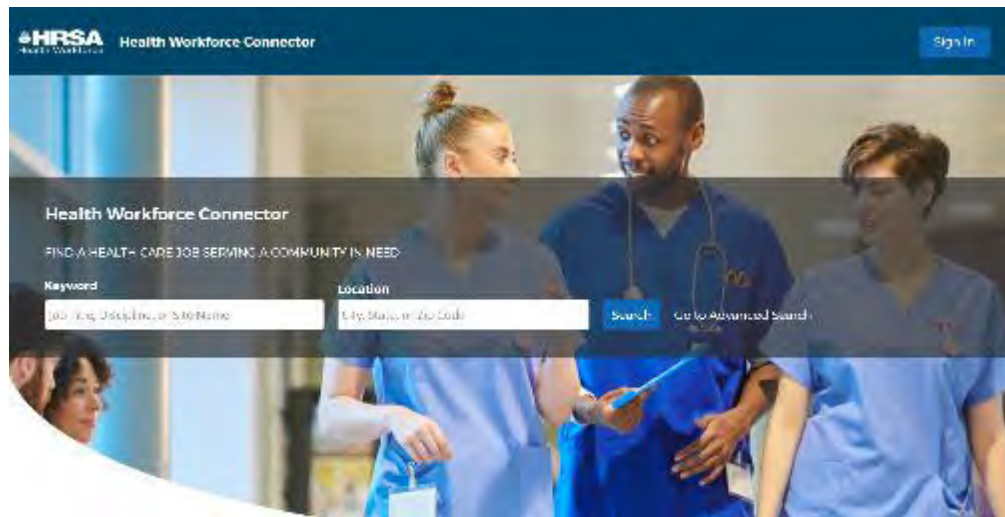 HRSA
Health Workforce
Health Workforce Connector
Sign In
Health Workforce Connector
FIND A HEALTH CARE JOB SERVING A COMMUNITY IN NEED
Keyword
Location
Job Title, Discipline, or Site Name
City, State, or Zip Code
Search
Go to Advanced Search